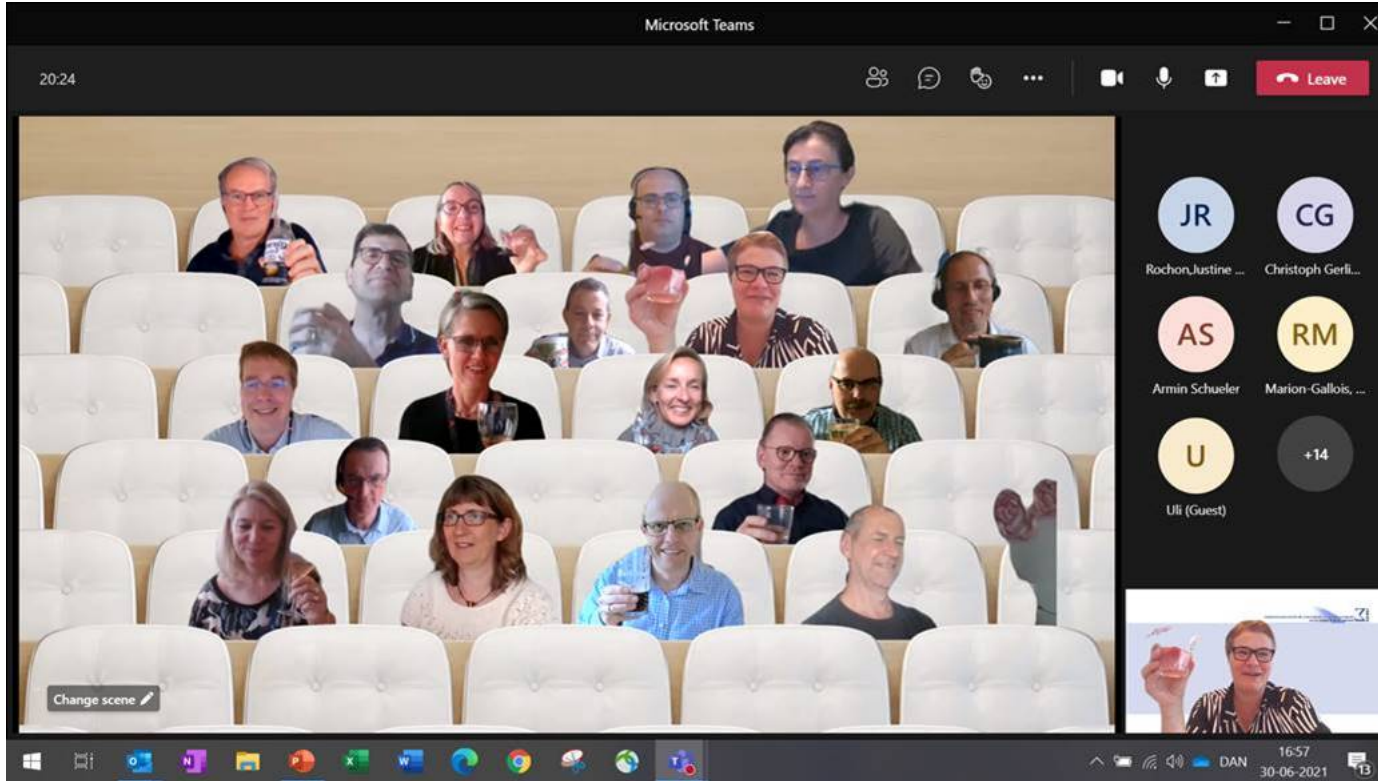 Microsoft Teams
20:24
Leave
JR
CG
Rochon,Justine ...
Christoph Gerli...
AS
RM
Armin Schueler
Marion-Gallois, ...
U
+14
Uli (Guest)
Change scene
DAN
16:57
30-06-2021
13